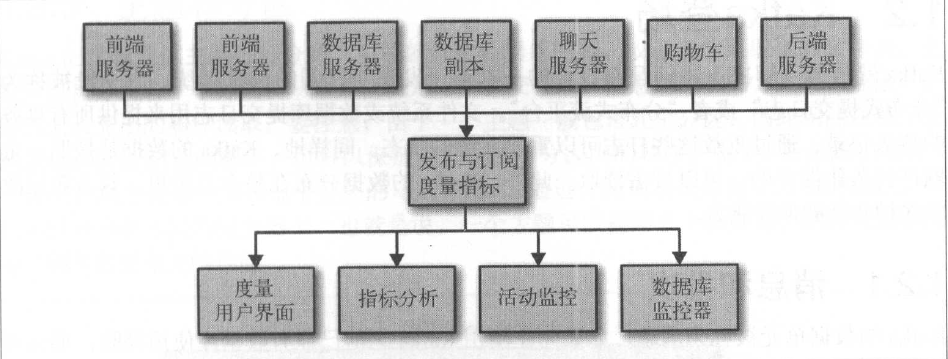 前端
服务器
前端
服务器
数据库
服务器
数据库
副本
聊天
服务器
购物车
后端
服务器
发布与订阅
度量指标
度量
用户界面
指标分析
活动监控
数据库
监控器